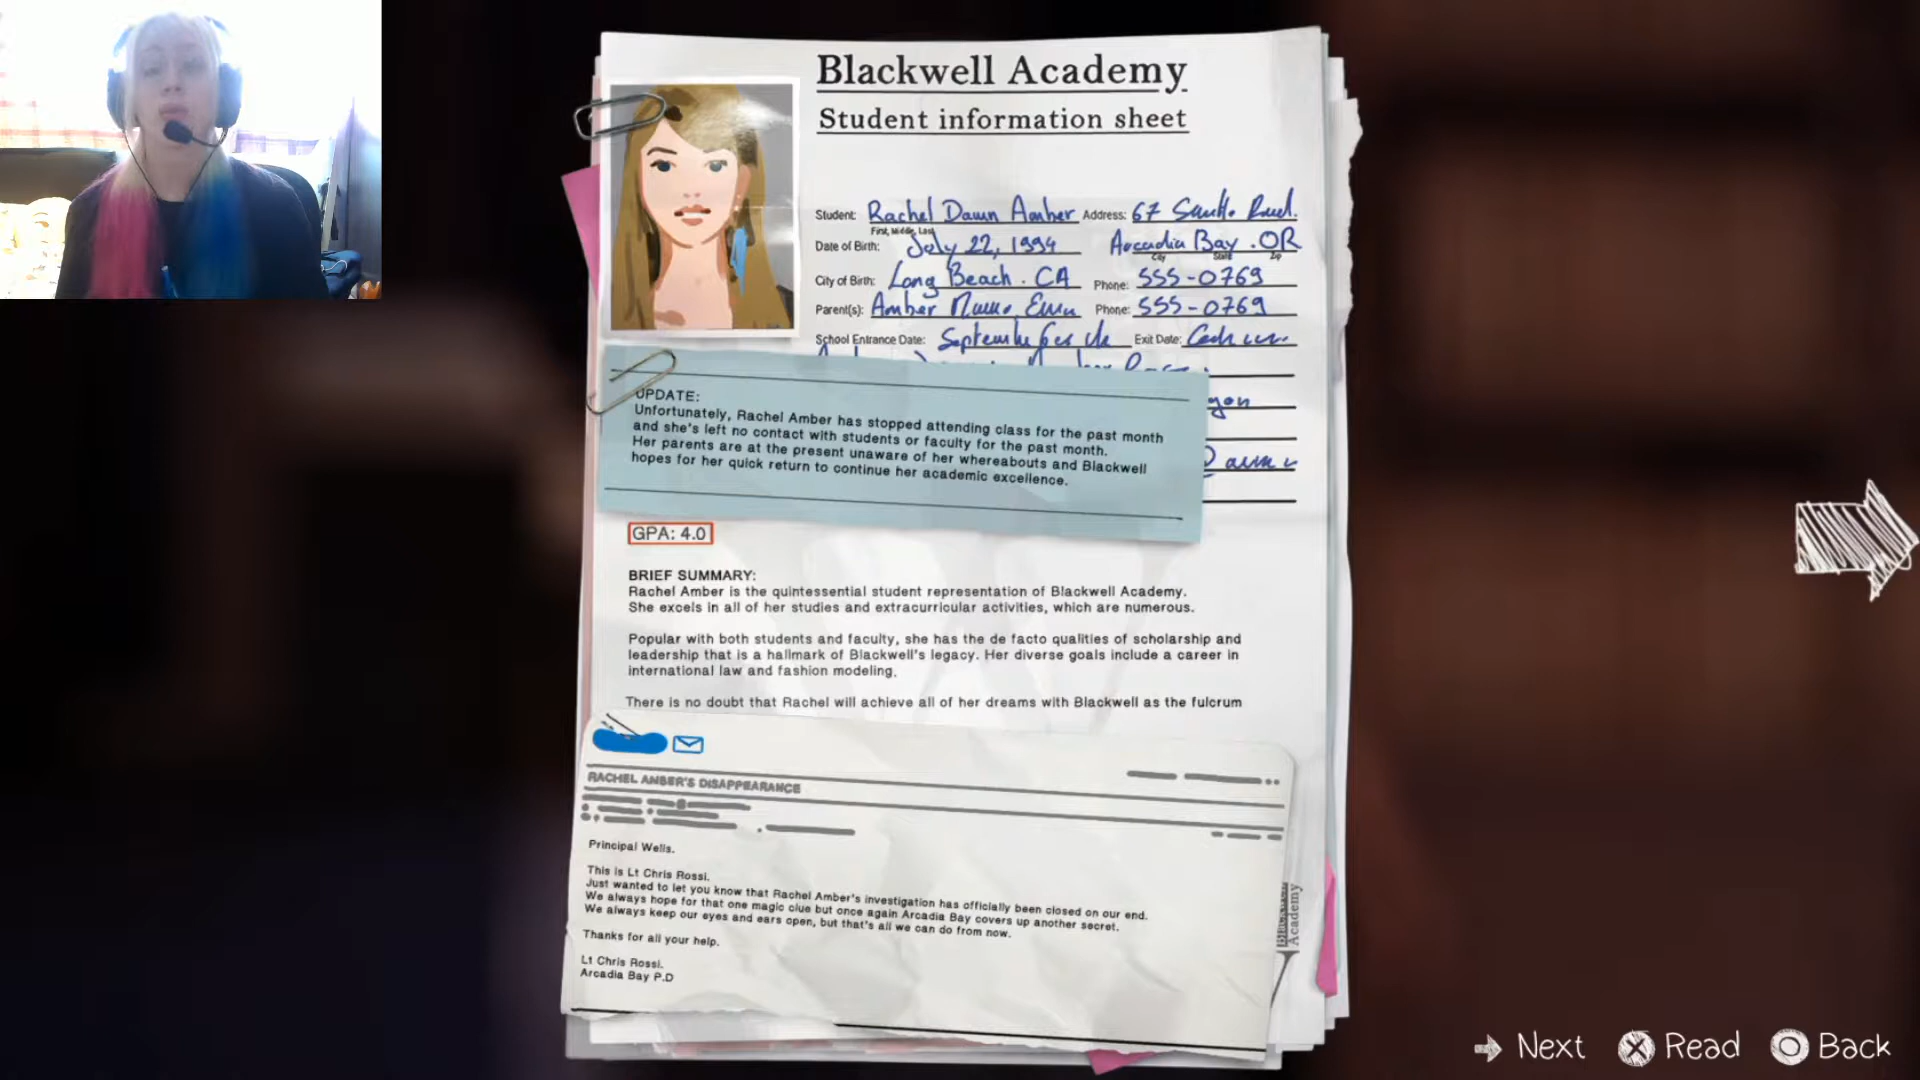 Blackwell Academy
Student information sheet
Student: Rachel Dawn Amber Address: 67
First, Middle, Last
Date of Birth: July 22, 1994 Arcadia Bay . OR
City State Zip
City of Birth: Long Beach . CA Phone: 555-0769
Parent(s): Amber Phone: 555-0769
School Entrance Date: Exit Date:
UPDATE:
Unfortunately, Rachel Amber has stopped attending class for the past month
and she's left no contact with students or faculty for the past month.
Her parents are at the present unaware of her whereabouts and Blackwell
hopes for her quick return to continue her academic excellence.
GPA: 4.0
BRIEF SUMMARY:
Rachel Amber is the quintessential student representation of Blackwell Academy.
She excels in all of her studies and extracurricular activities, which are numerous.
Popular with both students and faculty, she has the de facto qualities of scholarship and
leadership that is a hallmark of Blackwell's legacy. Her diverse goals include a career in
international law and fashion modeling.
There is no doubt that Rachel will achieve all of her dreams with Blackwell as the fulcrum
RACHEL AMBER'S DISAPPEARANCE
Principal Wells.
This is Lt Chris Rossi.
Just wanted to let you know that Rachel Amber's investigation has officially been closed on our end.
We always hope for that one magic clue but once again Arcadia Bay covers up another secret.
We always keep our eyes and ears open, but that's all we can do from now.
Thanks for all your help.
Lt Chris Rossi.
Arcadia Bay P.D
Blackwell
Academy
Next Read Back